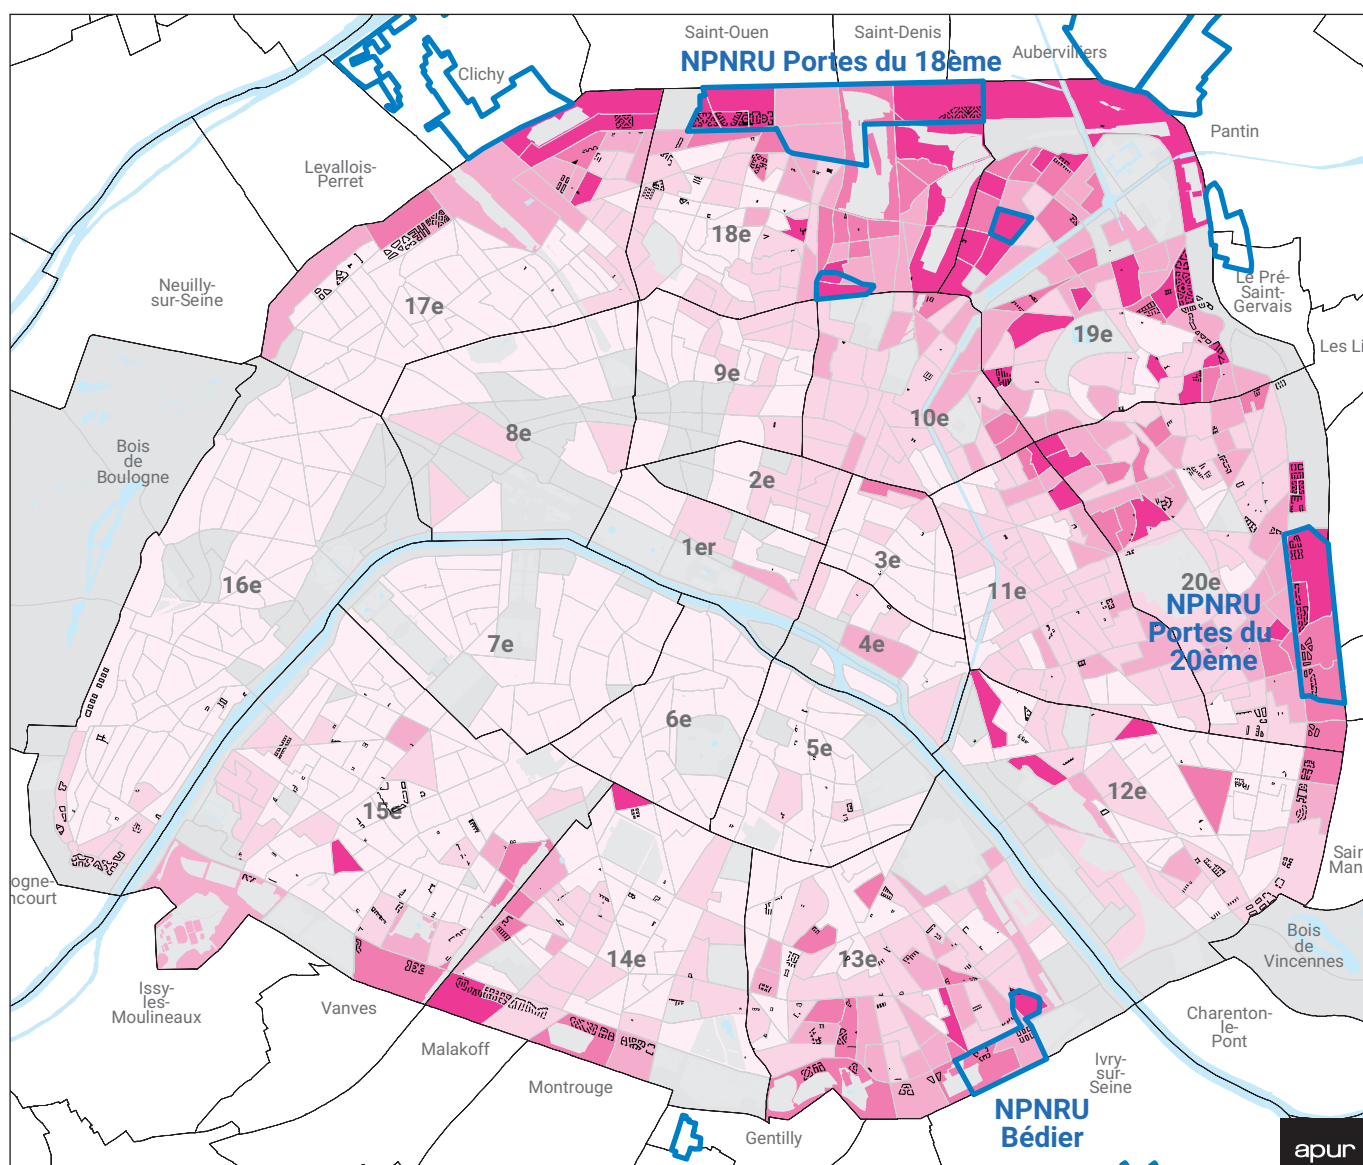 Saint-Ouen
Saint-Denis
NPNRU Portes du 18ème
Aubervilliers
Clichy
Pantin
Levallois-
Perret
18e
Neuilly-
sur-Seine
17e
Le Pré-
Saint-
Gervais
19e
Les Li
9e
8e
10e
Bois
de
Boulogne
2e
1er
3e
16e
11e
20e
NPNRU
Portes du
20ème
7e
4e
6e
5e
15e
12e
Sain
Man
ogne-
ncourt
14e
13e
Bois
de
Vincennes
Issy-
les-
Moulineaux
Vanves
Malakoff
Charenton-
le-
Pont
Montrouge
Ivry-
sur-
Seine
NPNRU
Bédier
Gentilly
apur